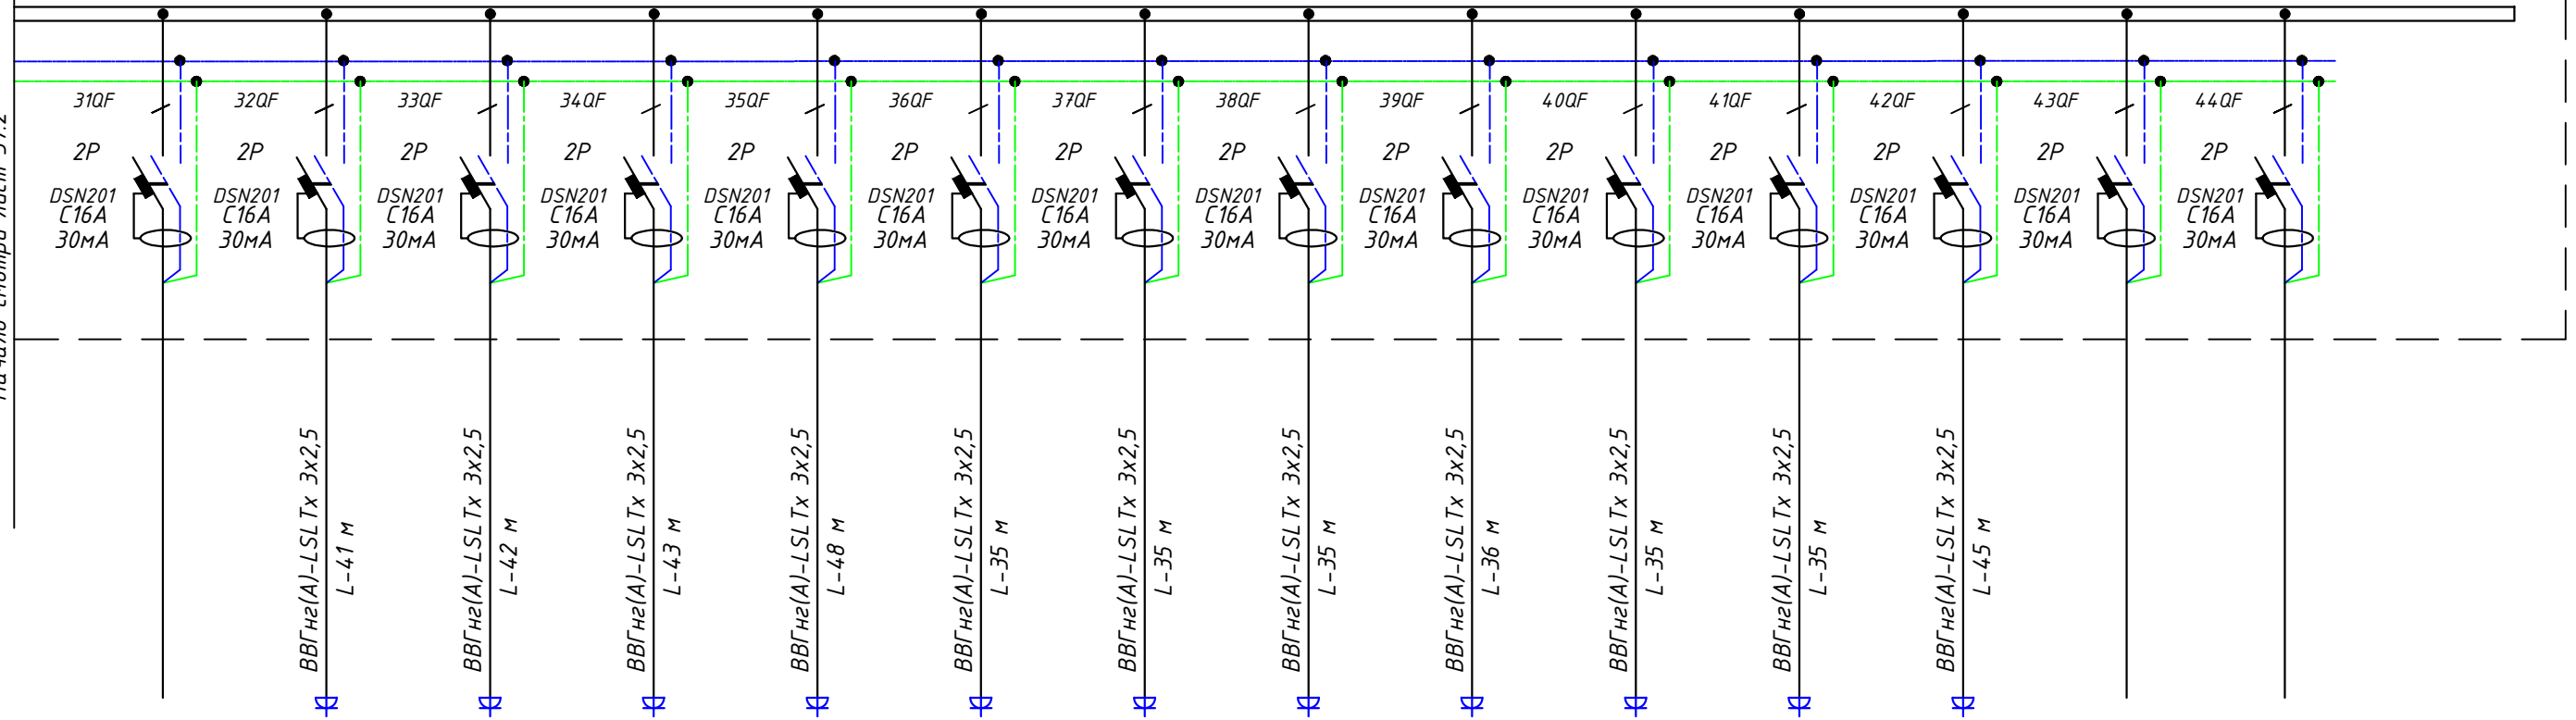 31QF 32QF 33QF 34QF 35QF 36QF 37QF 38QF 39QF 40QF 41QF 42QF 43QF 44QF
2P 2P 2P 2P 2P 2P 2P 2P 2P 2P 2P 2P 2P 2P
DSN201 DSN201 DSN201 DSN201 DSN201 DSN201 DSN201 DSN201 DSN201 DSN201 DSN201 DSN201 DSN201 DSN201
C16A C16A C16A C16A C16A C16A C16A C16A C16A C16A C16A C16A C16A C16A
30мА 30мА 30мА 30мА 30мА 30мА 30мА 30мА 30мА 30мА 30мА 30мА 30мА 30мА
ВВГнг(А)-LSLTx 3x2,5
L-41 м
ВВГнг(А)-LSLTx 3x2,5
L-42 м
ВВГнг(А)-LSLTx 3x2,5
L-43 м
ВВГнг(А)-LSLTx 3x2,5
L-48 м
ВВГнг(А)-LSLTx 3x2,5
L-35 м
ВВГнг(А)-LSLTx 3x2,5
L-35 м
ВВГнг(А)-LSLTx 3x2,5
L-35 м
ВВГнг(А)-LSLTx 3x2,5
L-36 м
ВВГнг(А)-LSLTx 3x2,5
L-35 м
ВВГнг(А)-LSLTx 3x2,5
L-35 м
ВВГнг(А)-LSLTx 3x2,5
L-45 м